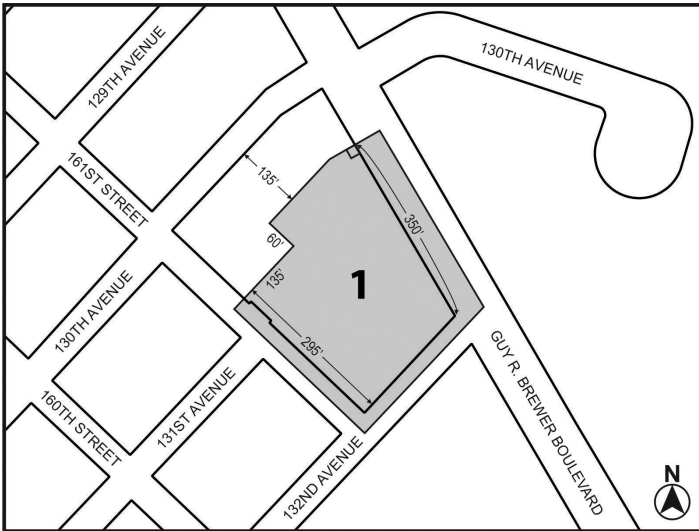 130TH AVENUE
129TH AVENUE
161ST STREET
135'
350'
60'
1
135'
295'
130TH AVENUE
GUY R. BREWER BOULEVARD
131ST AVENUE
160TH STREET
132ND AVENUE
N